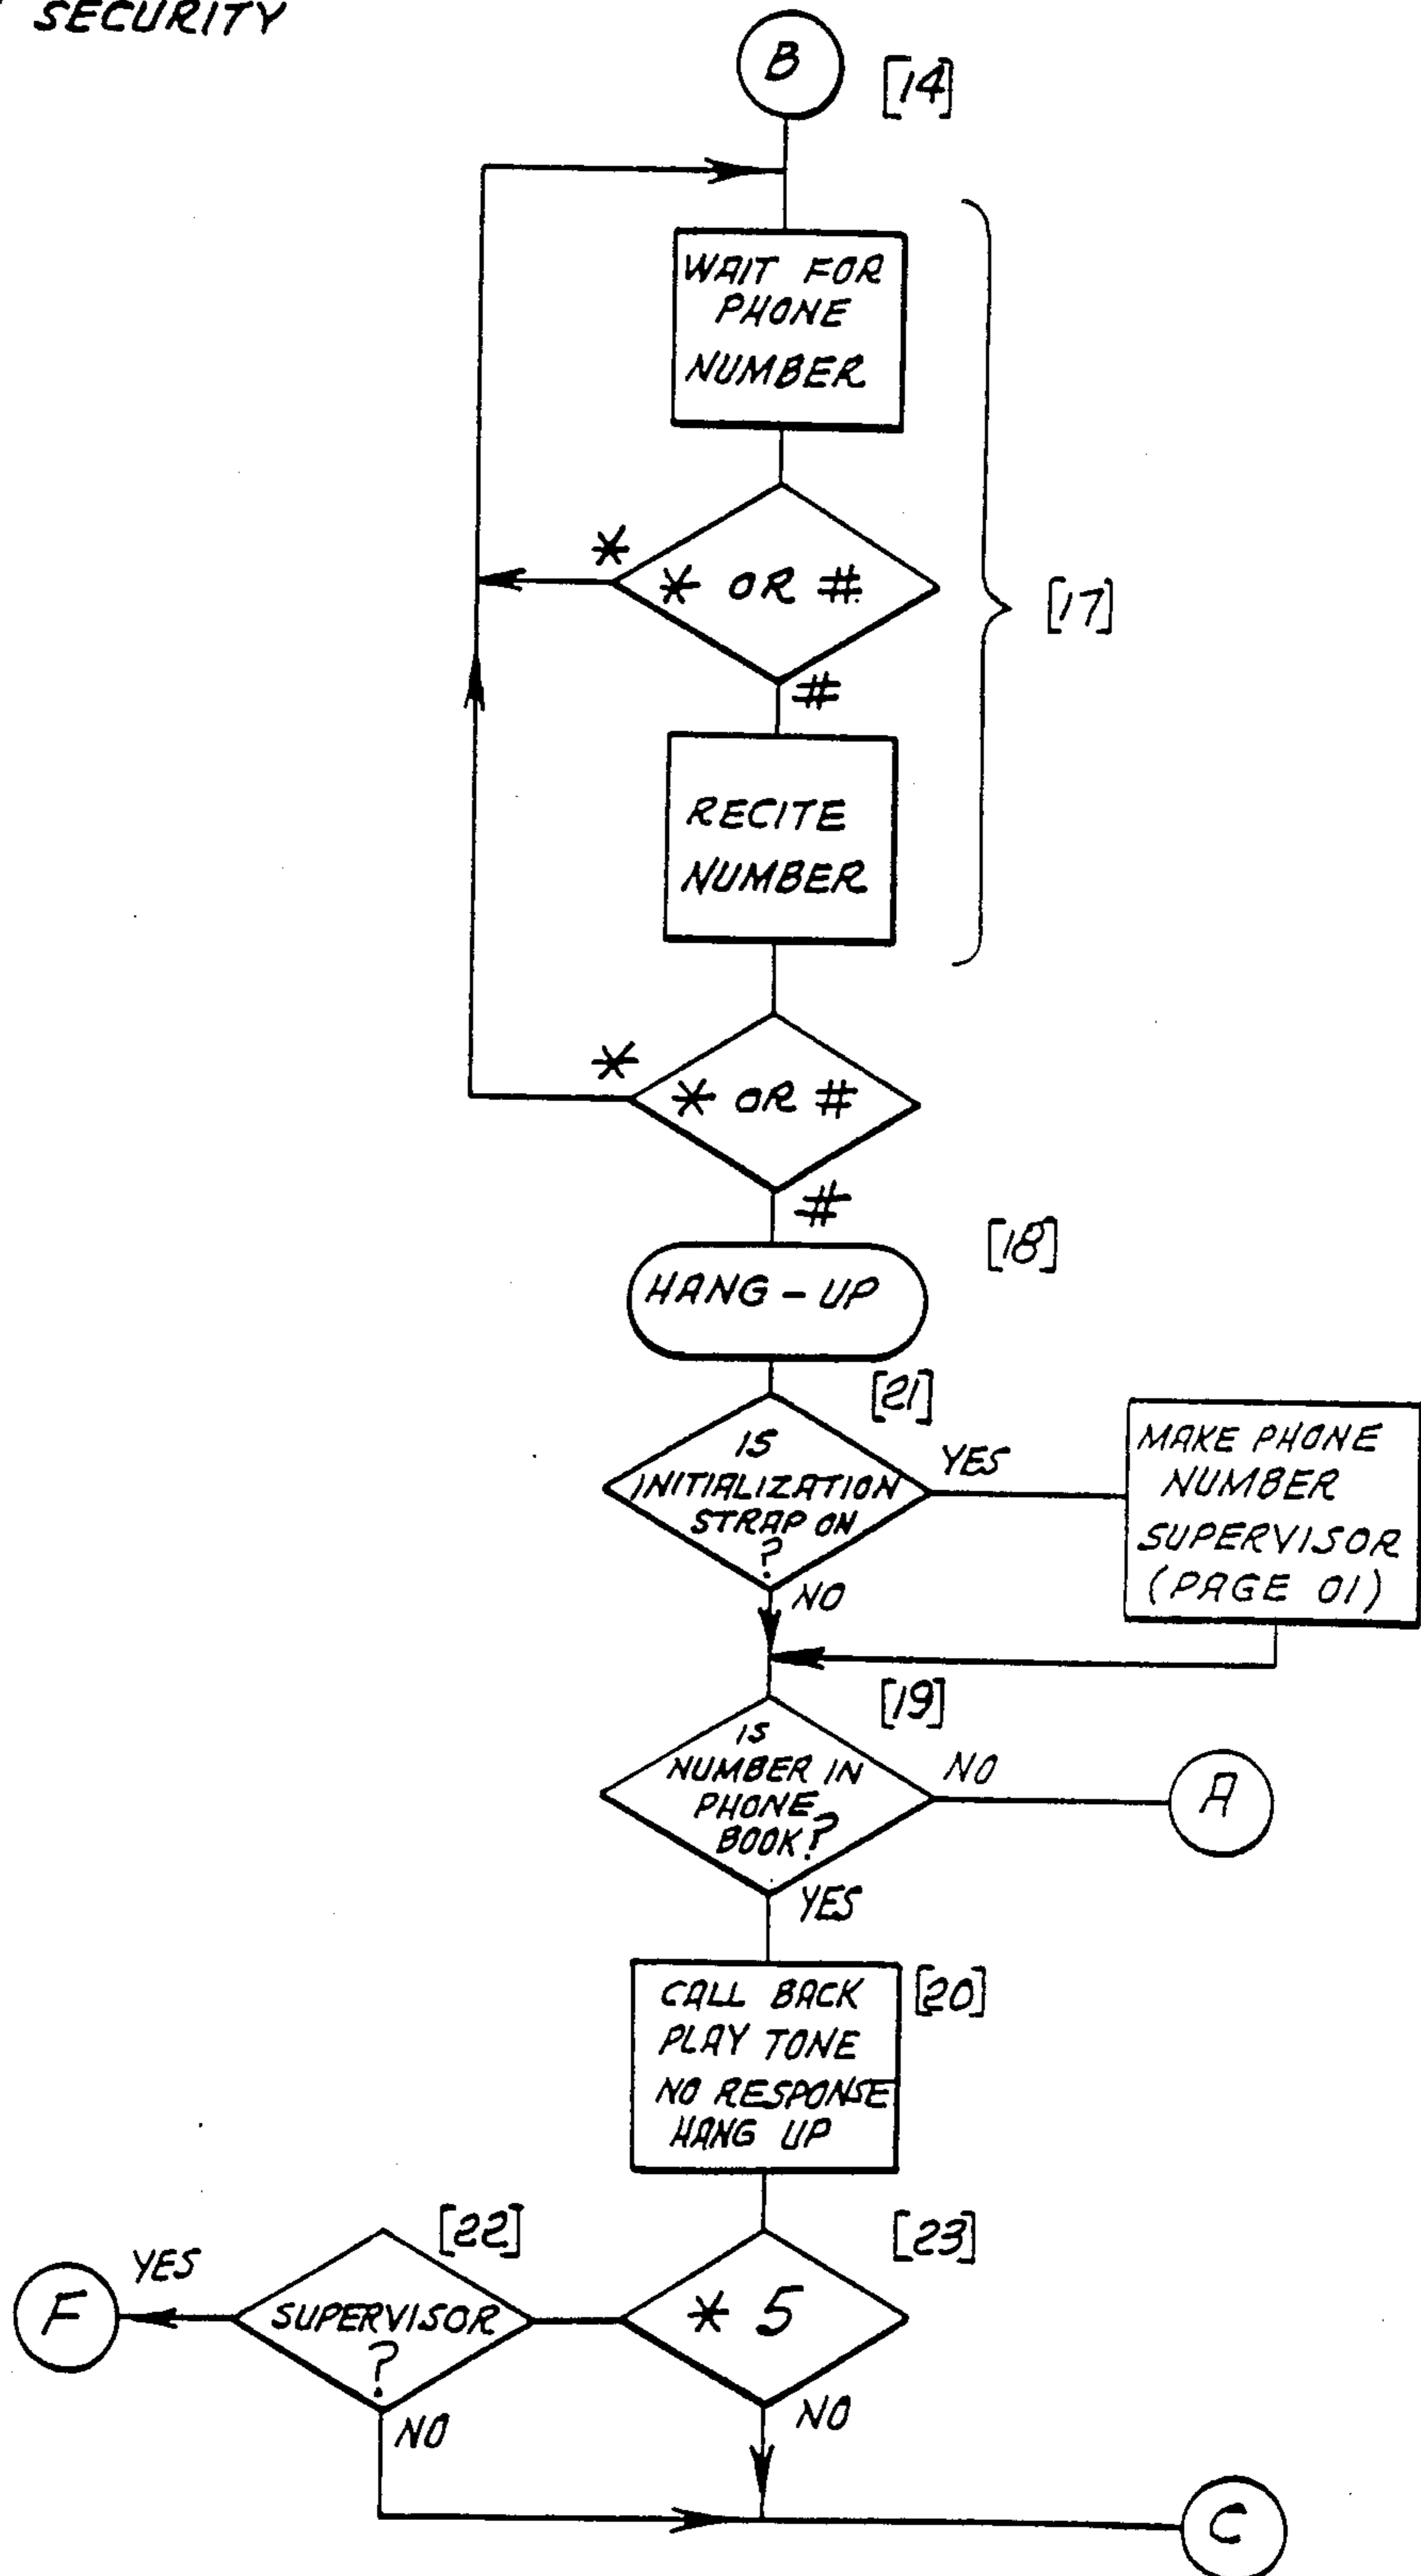 SECURITY
B
[14]
WAIT FOR
PHONE
NUMBER
*
* OR #
[17]
#
RECITE
NUMBER
*
* OR #
#
[18]
HANG-UP
[21]
IS
INITIALIZATION
STRAP ON
?
YES
MAKE PHONE
NUMBER
SUPERVISOR
(PAGE 01)
NO
[19]
IS
NUMBER IN
PHONE
BOOK?
NO
A
YES
CALL BACK
PLAY TONE
NO RESPONSE
HANG UP
[20]
[22]
[23]
YES
F
SUPERVISOR
?
* 5
NO
NO
C